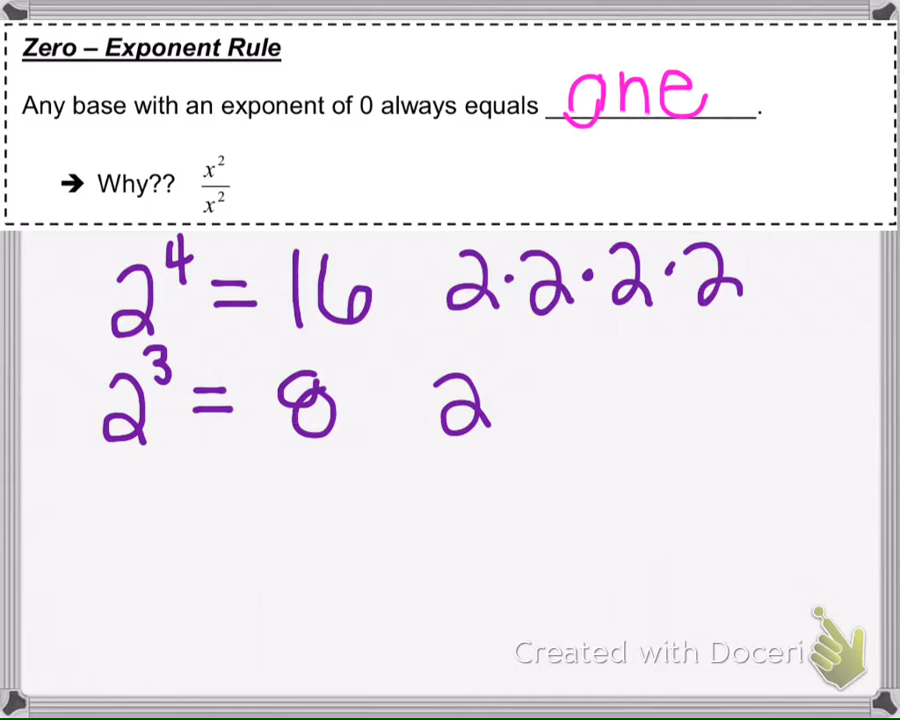 Zero – Exponent Rule
Any base with an exponent of 0 always equals one.
➔ Why?? x²/x²
2⁴ = 16 2·2·2·2
2³ = 8 2
Created with Doceri